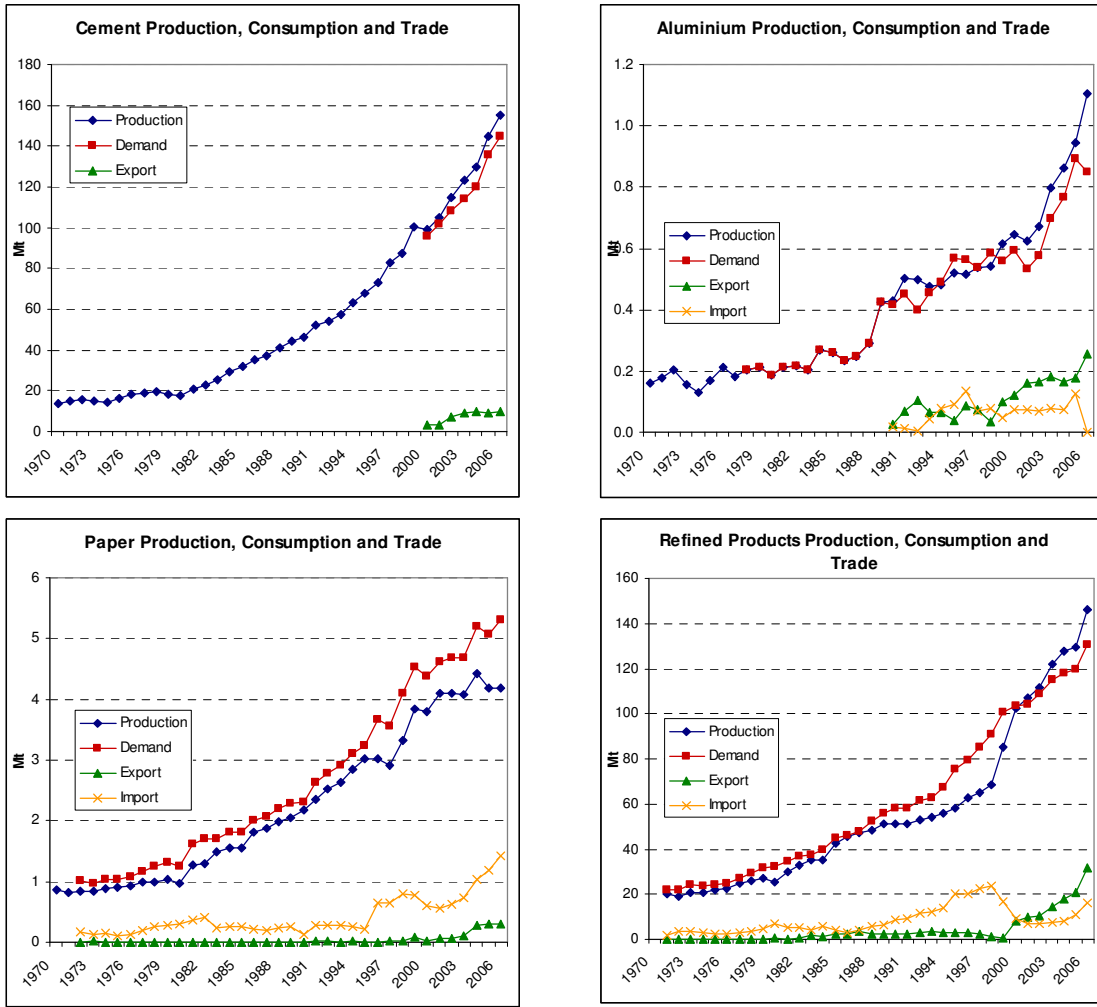 Cement Production, Consumption and Trade
180
160
140
120
100
80
60
40
20
0
Mt
Production
Demand
Export
1970 1973 1976 1979 1982 1985 1988 1991 1994 1997 2000 2003 2006
Aluminium Production, Consumption and Trade
1.2
1.0
0.8
0.6
0.4
0.2
0.0
Mt
Production
Demand
Export
Import
1970 1973 1976 1979 1982 1985 1988 1991 1994 1997 2000 2003 2006
Paper Production, Consumption and Trade
6
5
4
3
2
1
0
Mt
Production
Demand
Export
Import
1970 1973 1976 1979 1982 1985 1988 1991 1994 1997 2000 2003 2006
Refined Products Production, Consumption and
Trade
160
140
120
100
80
60
40
20
0
Mt
Production
Demand
Export
Import
1970 1973 1976 1979 1982 1985 1988 1991 1994 1997 2000 2003 2006